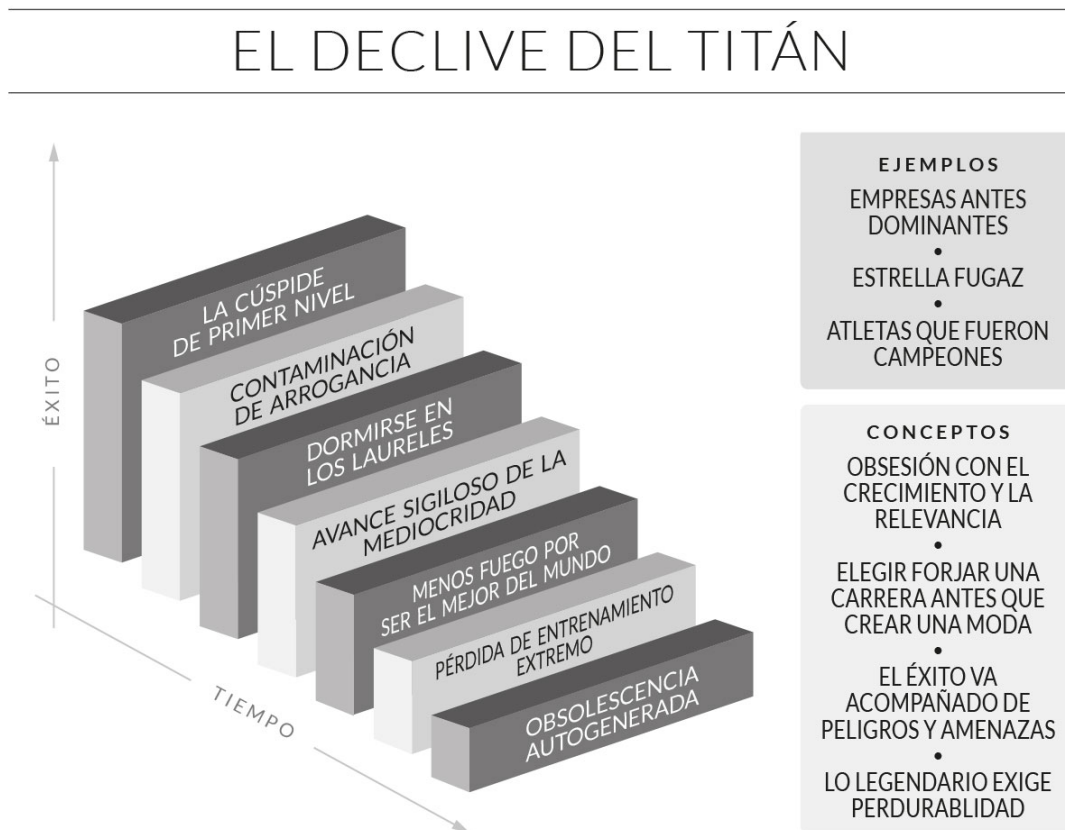 EL DECLIVE DEL TITÁN
ÉXITO
TIEMPO
LA CÚSPIDE
DE PRIMER NIVEL
CONTAMINACIÓN
DE ARROGANCIA
DORMIRSE EN
LOS LAURELES
AVANCE SIGILOSO DE LA
MEDIOCRIDAD
MENOS FUEGO POR
SER EL MEJOR DEL MUNDO
PÉRDIDA DE ENTRENAMIENTO
EXTREMO
OBSOLESCENCIA
AUTOGENERADA
EJEMPLOS
EMPRESAS ANTES
DOMINANTES
•
ESTRELLA FUGAZ
•
ATLETAS QUE FUERON
CAMPEONES
CONCEPTOS
OBSESIÓN CON EL
CRECIMIENTO Y LA
RELEVANCIA
•
ELEGIR FORJAR UNA
CARRERA ANTES QUE
CREAR UNA MODA
•
EL ÉXITO VA
ACOMPAÑADO DE
PELIGROS Y AMENAZAS
•
LO LEGENDARIO EXIGE
PERDURABLIDAD